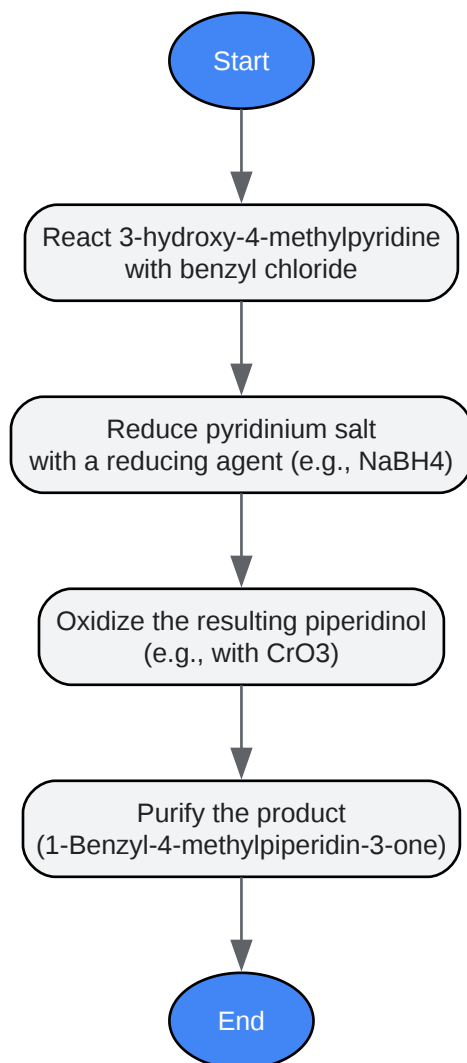 Start
React 3-hydroxy-4-methylpyridine
with benzyl chloride
Reduce pyridinium salt
with a reducing agent (e.g., NaBH4)
Oxidize the resulting piperidinol
(e.g., with CrO3)
Purify the product
(1-Benzyl-4-methylpiperidin-3-one)
End